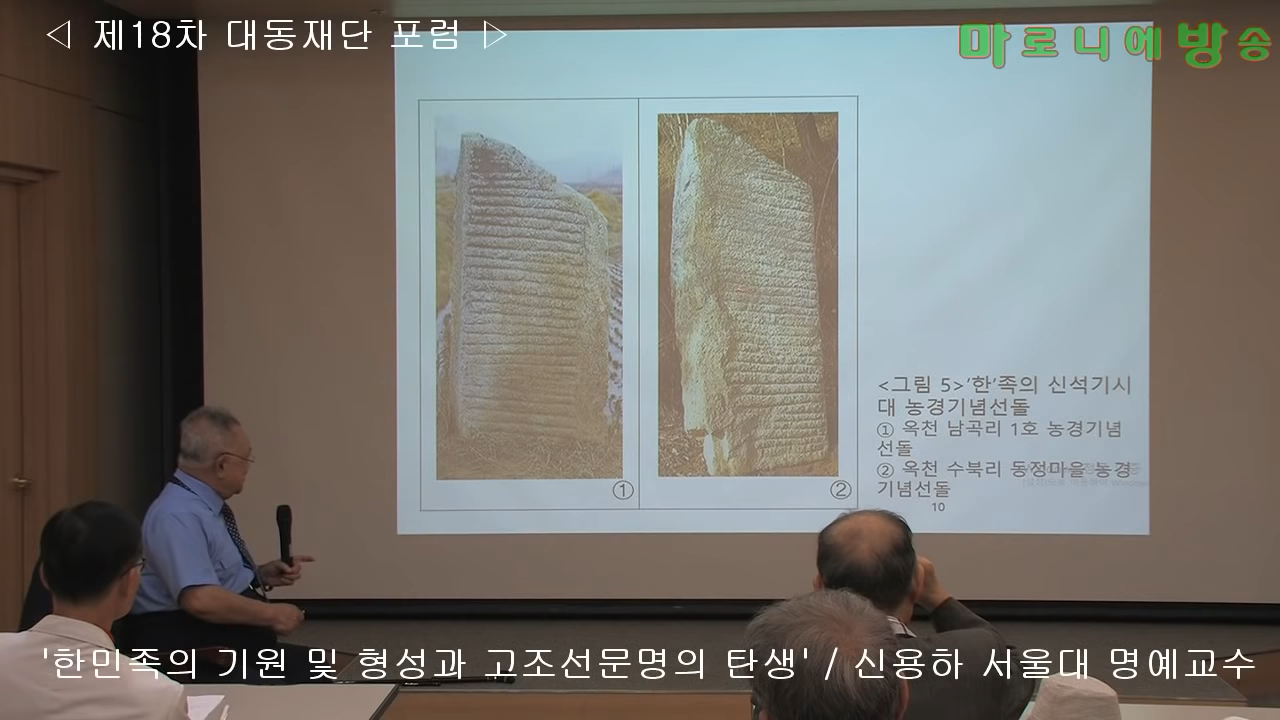 ◁ 제18차 대동재단 포럼 ▷
마로니에방송
<그림 5>'한'족의 신석기시
대 농경기념선돌
① 옥천 남곡리 1호 농경기념
선돌
② 옥천 수북리 동정마을 농경
기념선돌
①
②
10
'한민족의 기원 및 형성과 고조선문명의 탄생' / 신용하 서울대 명예교수